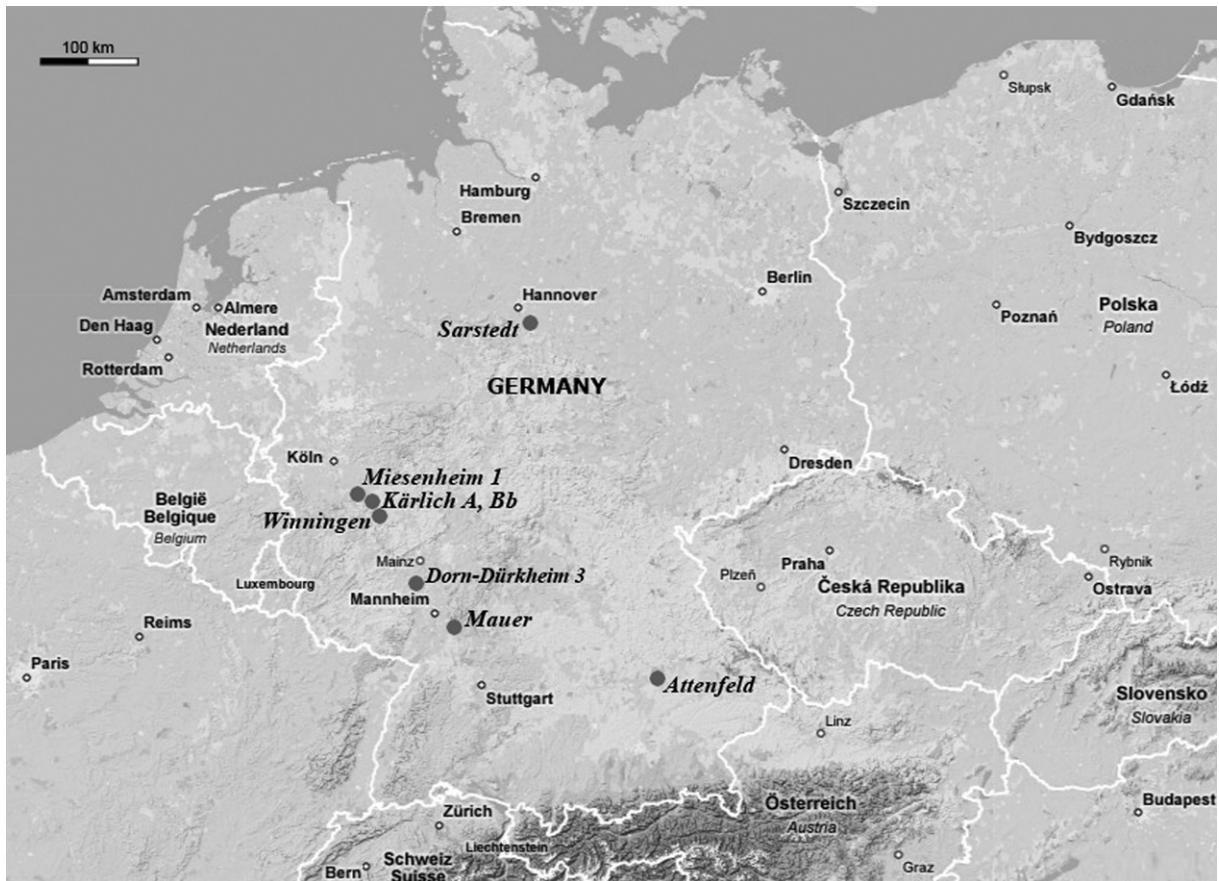 100 km
Słupsk
Gdańsk
Hamburg
Szczecin
Bremen
Bydgoszcz
Berlin
Amsterdam
Almere
Hannover
Poznań
Polska
Poland
Den Haag
Nederland
Netherlands
Sarstedt
Rotterdam
GERMANY
Łódź
Köln
Dresden
Miesenheim 1
Kärlich A, Bb
België
Belgique
Belgium
Winningen
Mainz
Praha
Rybnik
Plzeň
Česká Republika
Czech Republic
Ostrava
Luxembourg
Dorn-Dürkheim 3
Mannheim
Reims
Mauer
Paris
Attenfeld
Stuttgart
Slovensko
Slovakia
Linz
Österreich
Austria
Budapest
Zürich
Liechtenstein
Bern
Schweiz
Suisse
Graz